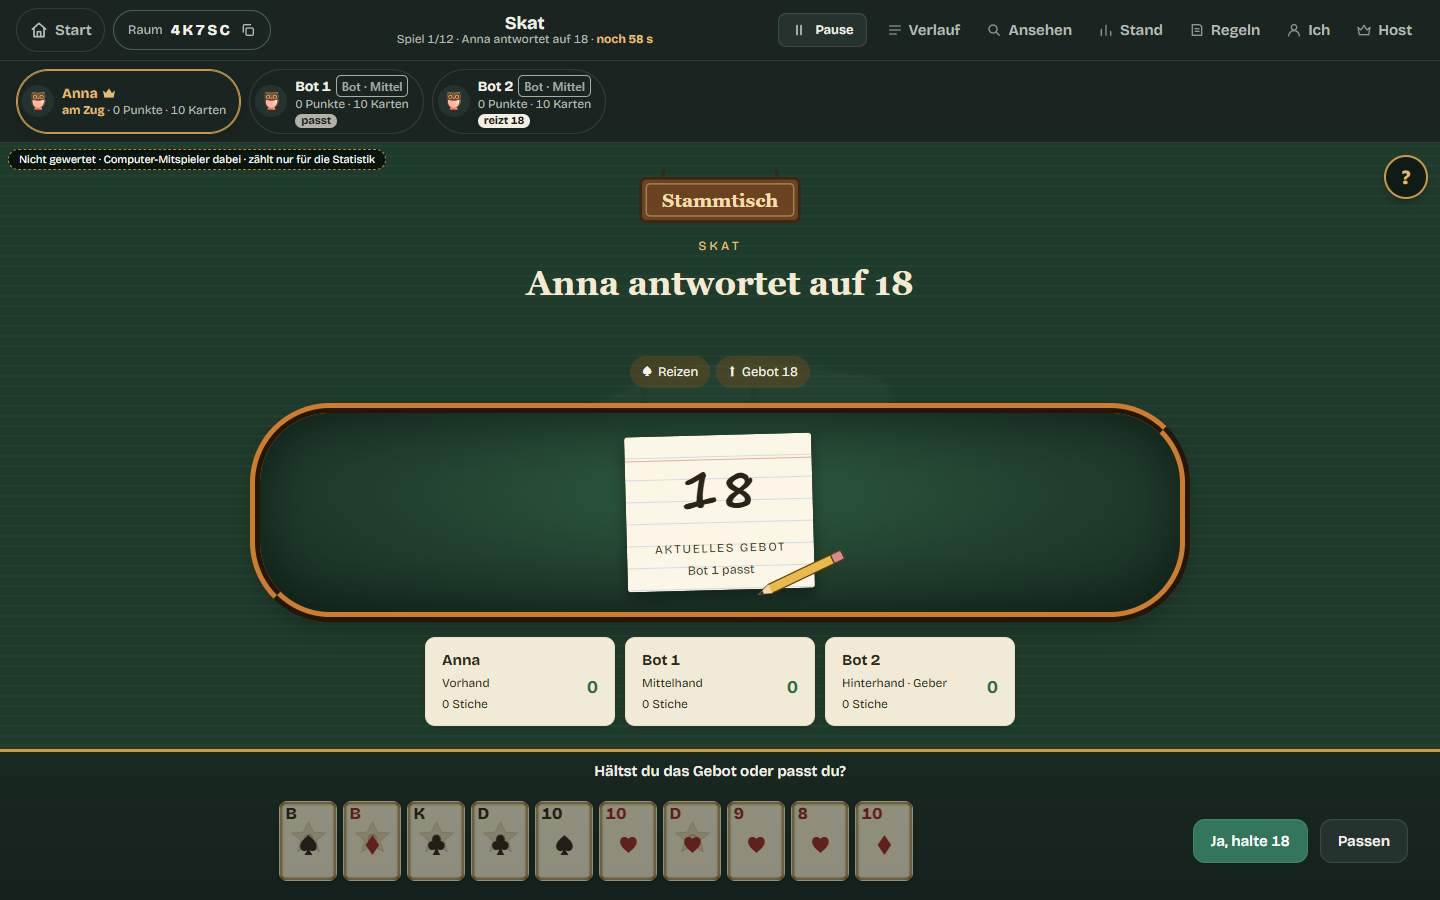 Start
Raum 4K7SC
Skat
Spiel 1/12 · Anna antwortet auf 18 · noch 58 s
Pause
Verlauf
Ansehen
Stand
Regeln
Ich
Host
Anna
am Zug · 0 Punkte · 10 Karten
Bot 1 Bot · Mittel
0 Punkte · 10 Karten
passt
Bot 2 Bot · Mittel
0 Punkte · 10 Karten
reizt 18
Nicht gewertet · Computer-Mitspieler dabei · zählt nur für die Statistik
?
Stammtisch
SKAT
Anna antwortet auf 18
Reizen
Gebot 18
18
AKTUELLES GEBOT
Bot 1 passt
Anna
Vorhand
0 Stiche
0
Bot 1
Mittelhand
0 Stiche
0
Bot 2
Hinterhand · Geber
0 Stiche
0
Hältst du das Gebot oder passt du?
B
B
K
D
10
10
D
9
8
10
Ja, halte 18
Passen